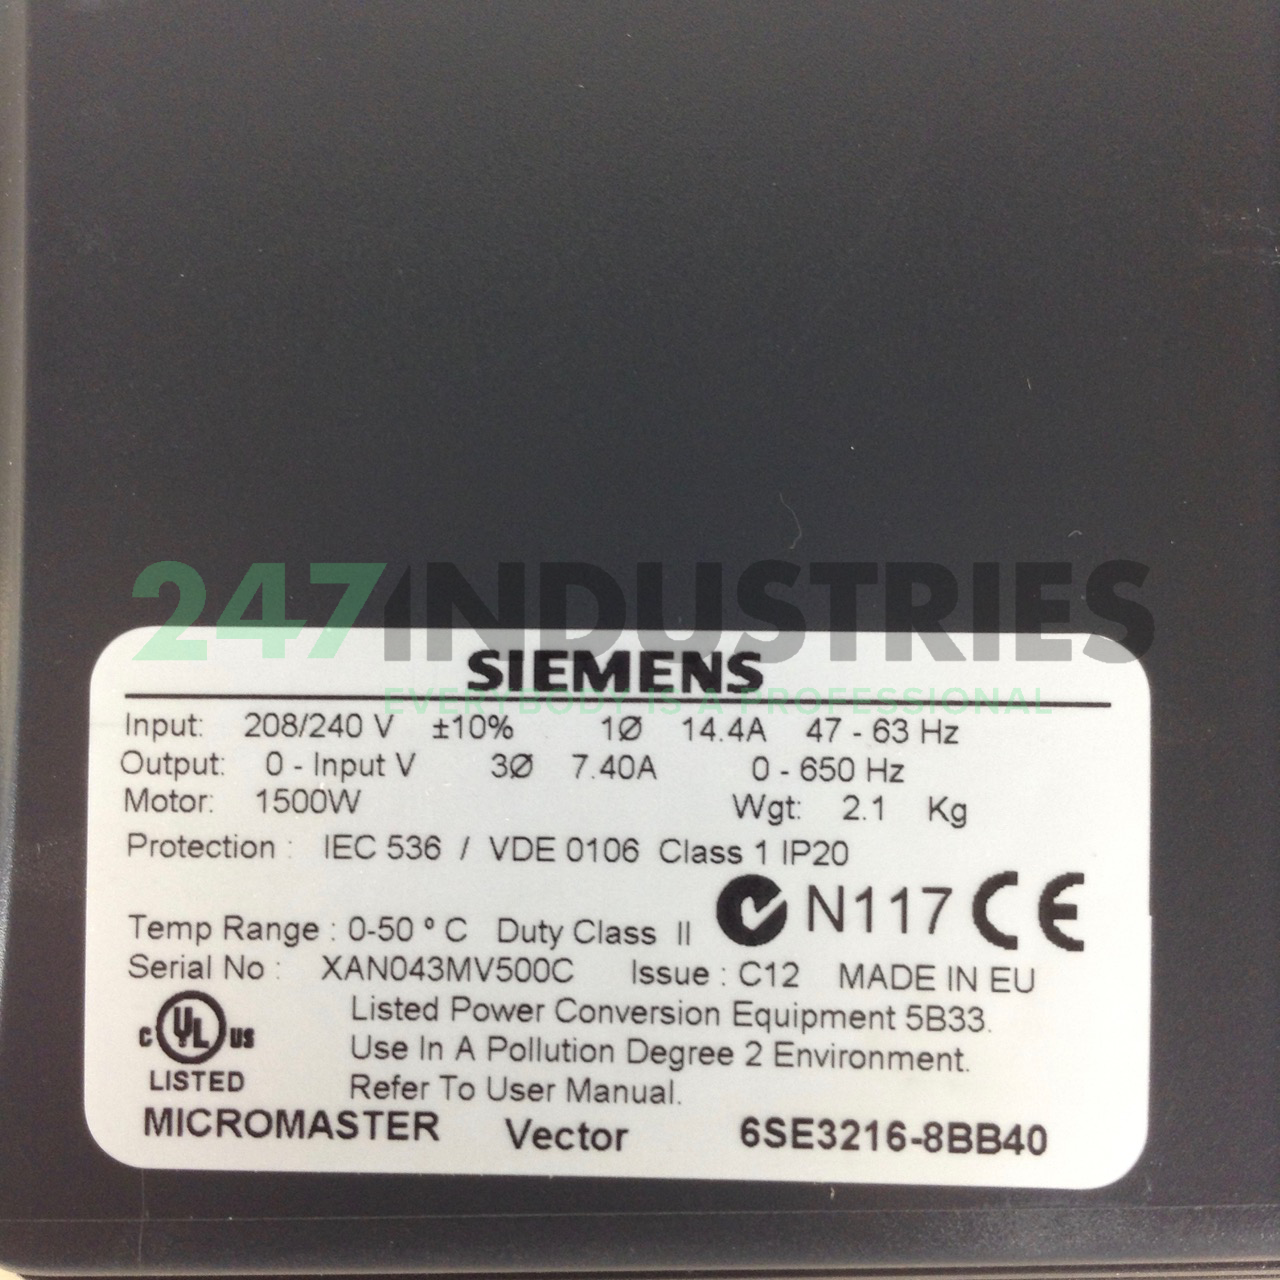 247INDUSTRIES
SIEMENS
EVERYBODY IS A PROFESSIONAL
Input: 208/240 V ±10% 1Ø 14.4A 47 - 63 Hz
Output: 0 - Input V 3Ø 7.40A 0 - 650 Hz
Motor: 1500W Wgt: 2.1 Kg
Protection : IEC 536 / VDE 0106 Class 1 IP20
N117 CE
Temp Range : 0-50 º C Duty Class II
Serial No : XAN043MV500C Issue : C12 MADE IN EU
Listed Power Conversion Equipment 5B33.
C UL US
Use In A Pollution Degree 2 Environment.
LISTED
Refer To User Manual.
MICROMASTER Vector 6SE3216-8BB40